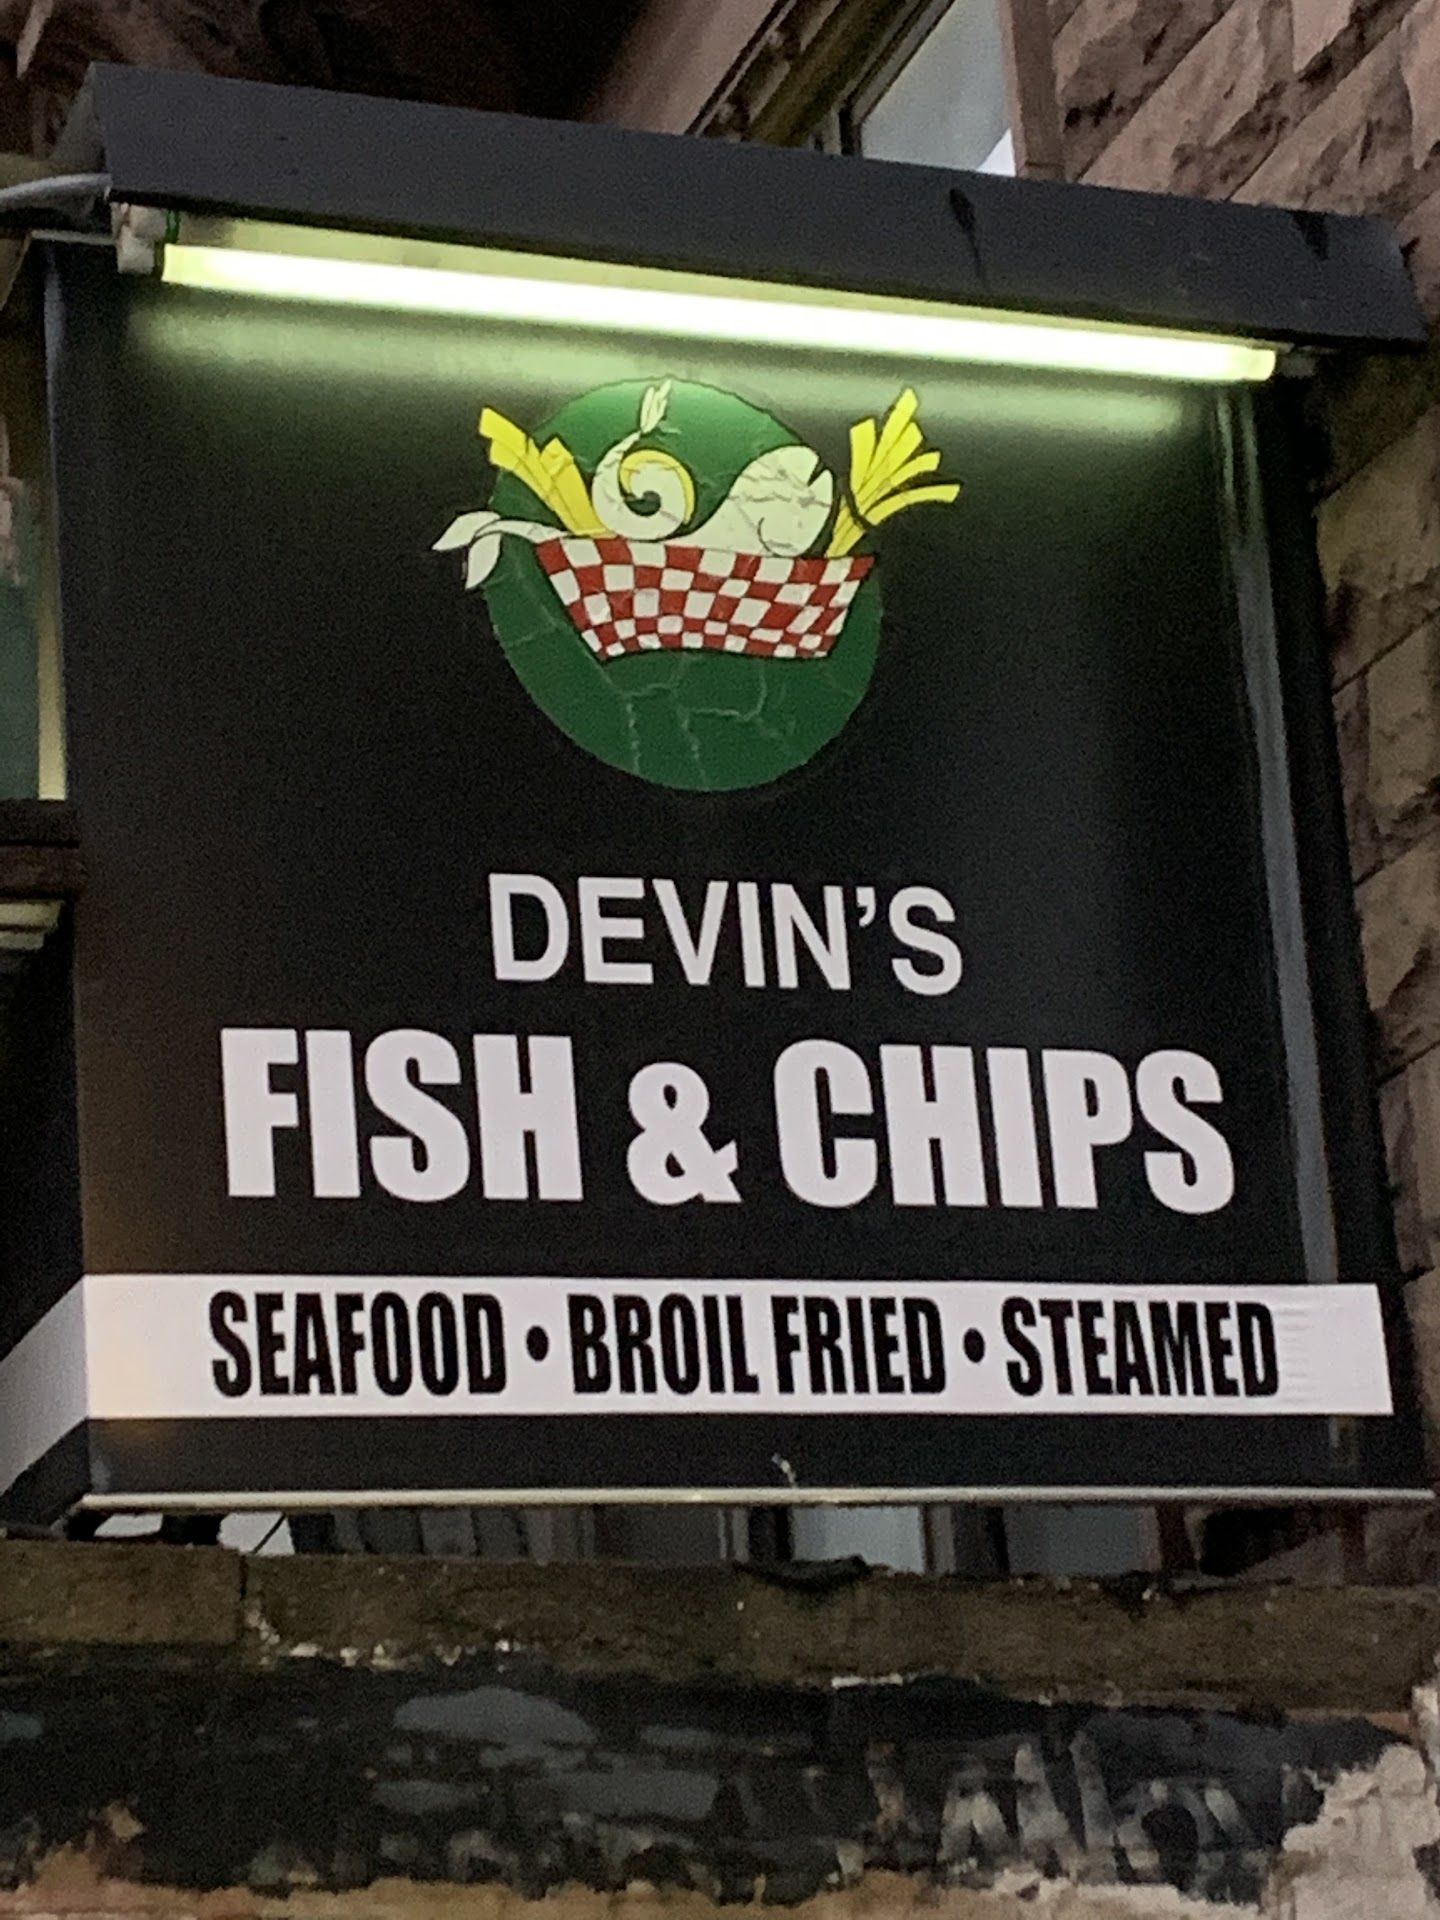 DEVIN'S
FISH & CHIPS
SEAFOOD • BROIL FRIED • STEAMED